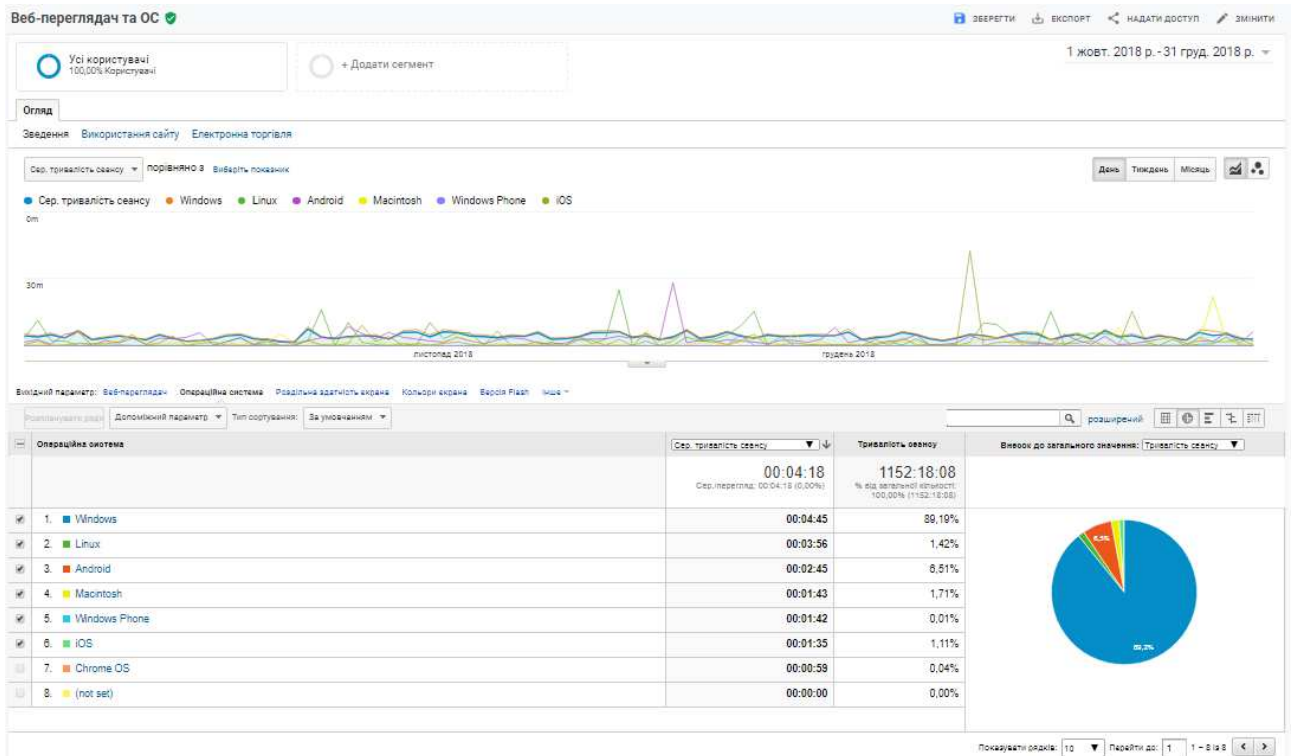 Веб-переглядач та ОС
ЗБЕРЕГТИ ЕКСПОРТ НАДАТИ ДОСТУП ЗМІНИТИ
Усі користувачі
100,00% Користувачі
+ Додати сегмент
1 жовт. 2018 р. - 31 груд. 2018 р.
Огляд
Зведення Використання сайту Електронна торгівля
Сер. тривалість сеансу ПОРІВНЯНО З Виберіть показник
День Тиждень Місяць
Сер. тривалість сеансу Windows Linux Android Macintosh Windows Phone iOS
0m
30m
листопад 2018 грудень 2018
Вихідний параметр: Веб-переглядач Операційна система Роздільна здатність екрана Кольори екрана Версія Flash Інше
Допоміжний параметр Тип сортування: За умовчанням
розширений
Операційна система Сер. тривалість сеансу Тривалість сеансу Внесок до загального значення: Тривалість сеансу
00:04:18 1152:18:08
Сер./перегляд: 00:04:18 (0,00%) % від загальної кількості: 100,00% (1152:18:08)
1. Windows 00:04:45 89,19%
2. Linux 00:03:56 1,42%
3. Android 00:02:45 6,51%
4. Macintosh 00:01:43 1,71%
5. Windows Phone 00:01:42 0,01%
6. iOS 00:01:35 1,11%
7. Chrome OS 00:00:59 0,04%
8. (not set) 00:00:00 0,00%
6,5%
89,2%
Показувати рядків: 10 Перейти до: 1 1 – 8 із 8